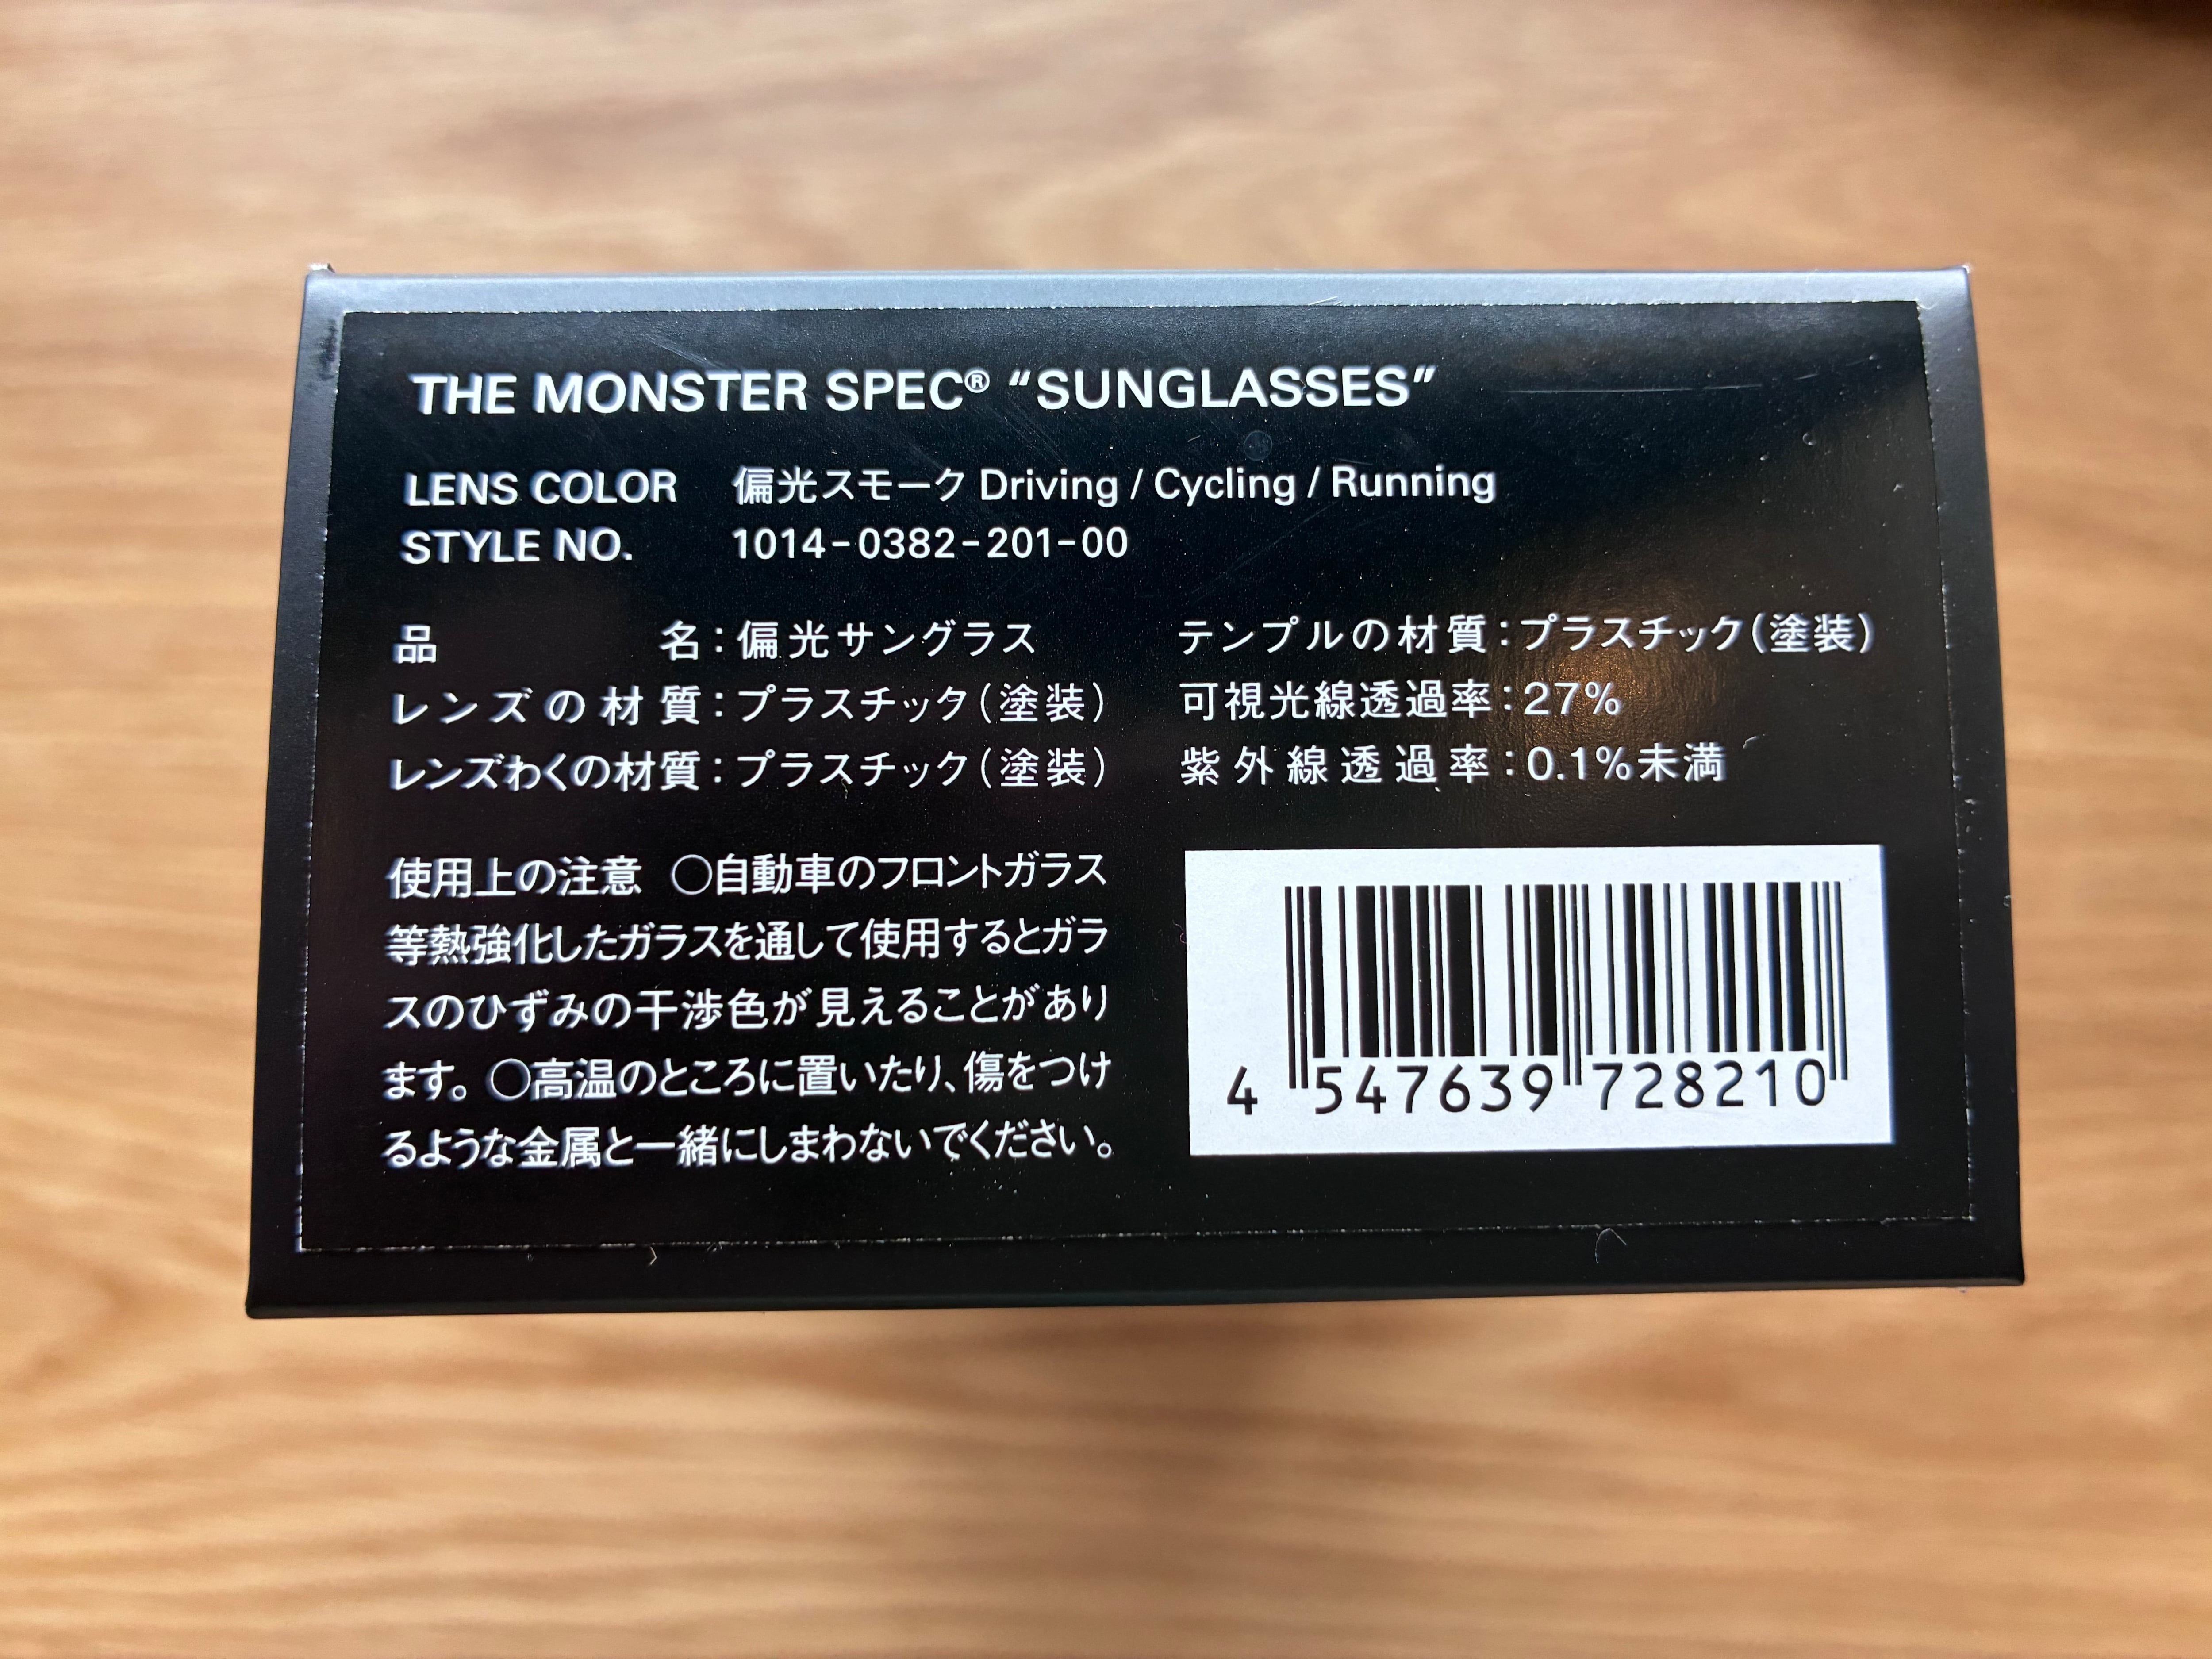 THE MONSTER SPEC® “SUNGLASSES”
LENS COLOR 偏光スモーク Driving / Cycling / Running
STYLE NO. 1014-0382-201-00
品名：偏光サングラス
レンズの材質：プラスチッタ（塗装）
レンズわくの材質：プラスチック（塗装）
テンプルの材質：プラスチック（塗装）
可視光線透過率：27%
紫外線透過率：0.1%未満
使用上の注意 ○自動車のフロントガラス
等熱強化したガラスを通して使用するとガラ
スのひずみの干渉色が見えることがあり
ます。○高温のところに置いたり、傷をつけ
るような金属と一緒にしまわないでください。
4 547639 728210